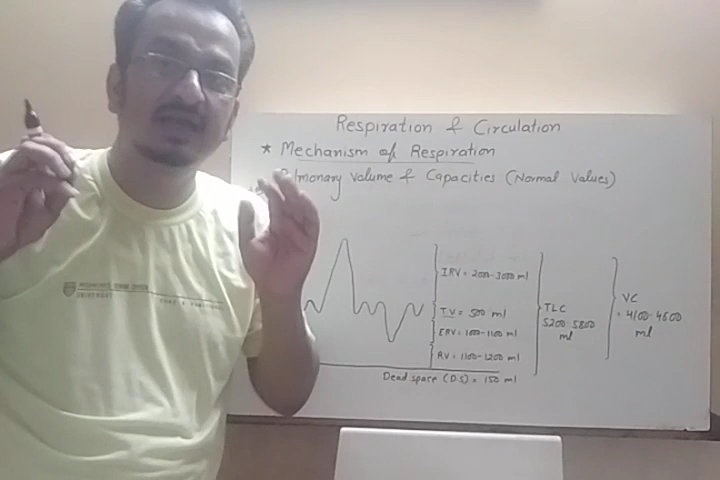 Respiration & Circulation
* Mechanism of Respiration
Pulmonary Volume & Capacities (Normal Values)
IRV = 2000-3000 ml
T.V = 500 ml
ERV = 1000-1100 ml
RV = 1100-1200 ml
TLC
5200-5800
ml
VC
= 4100-4600
ml
Dead space (D.S) = 150 ml